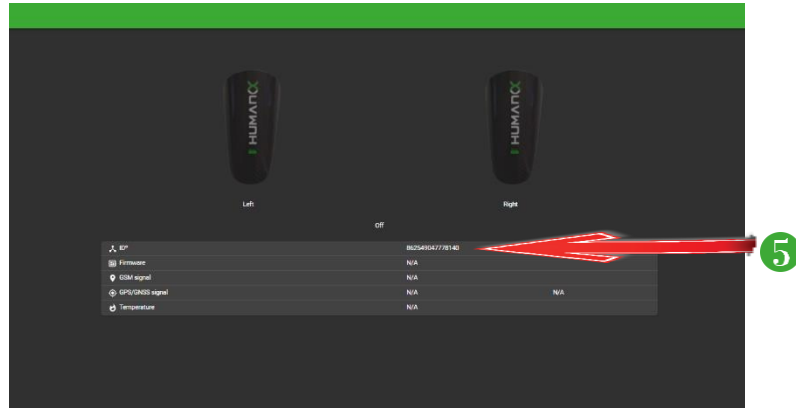 HUMANOX
HUMANOX
Left
Right
Off
ID*
862549047778140
Firmware
N/A
GSM signal
N/A
GPS/GNSS signal
N/A
N/A
Temperature
N/A
5